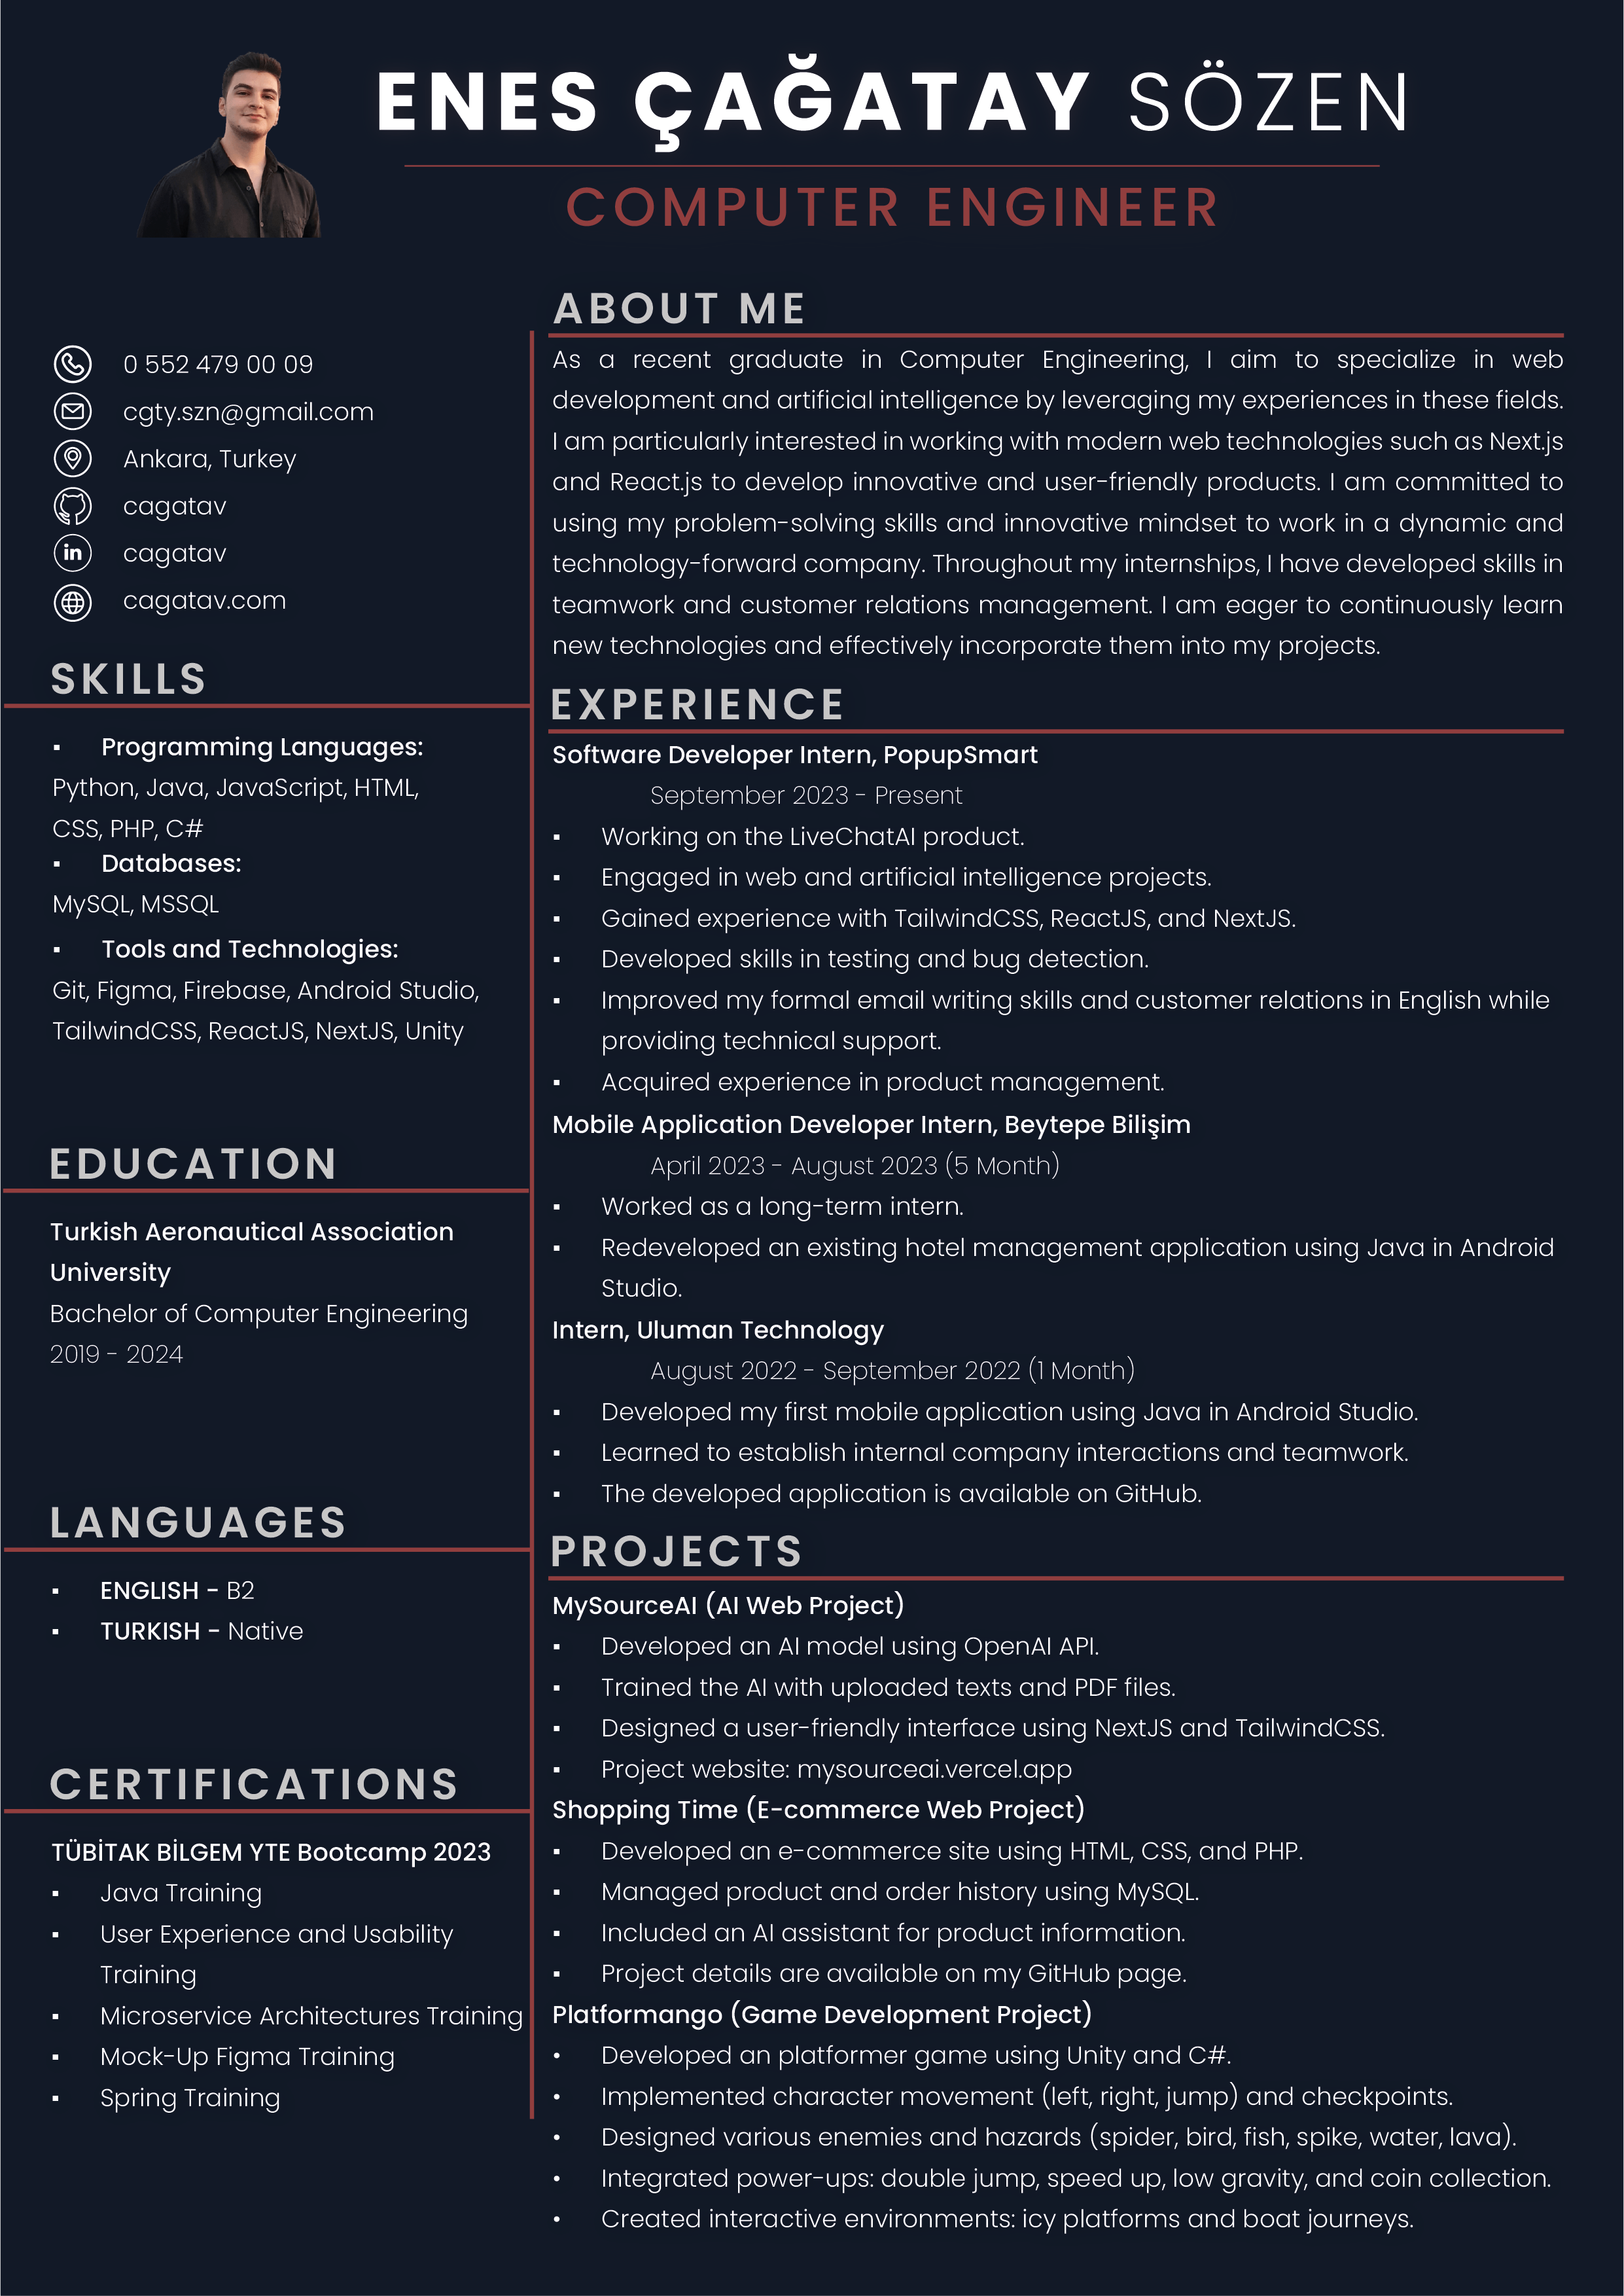 ENES ÇAĞATAY SÖZEN
COMPUTER ENGINEER
0 552 479 00 09
cgty.szn@gmail.com
Ankara, Turkey
cagatav
in cagatav
cagatav.com
SKILLS
▪ Programming Languages:
Python, Java, JavaScript, HTML,
CSS, PHP, C#
▪ Databases:
MySQL, MSSQL
▪ Tools and Technologies:
Git, Figma, Firebase, Android Studio,
TailwindCSS, ReactJS, NextJS, Unity
EDUCATION
Turkish Aeronautical Association
University
Bachelor of Computer Engineering
2019 - 2024
LANGUAGES
▪ ENGLISH - B2
▪ TURKISH - Native
CERTIFICATIONS
TÜBİTAK BİLGEM YTE Bootcamp 2023
▪ Java Training
▪ User Experience and Usability
Training
▪ Microservice Architectures Training
▪ Mock-Up Figma Training
▪ Spring Training
ABOUT ME
As a recent graduate in Computer Engineering, I aim to specialize in web
development and artificial intelligence by leveraging my experiences in these fields.
I am particularly interested in working with modern web technologies such as Next.js
and React.js to develop innovative and user-friendly products. I am committed to
using my problem-solving skills and innovative mindset to work in a dynamic and
technology-forward company. Throughout my internships, I have developed skills in
teamwork and customer relations management. I am eager to continuously learn
new technologies and effectively incorporate them into my projects.
EXPERIENCE
Software Developer Intern, PopupSmart
September 2023 - Present
▪ Working on the LiveChatAI product.
▪ Engaged in web and artificial intelligence projects.
▪ Gained experience with TailwindCSS, ReactJS, and NextJS.
▪ Developed skills in testing and bug detection.
▪ Improved my formal email writing skills and customer relations in English while
providing technical support.
▪ Acquired experience in product management.
Mobile Application Developer Intern, Beytepe Bilişim
April 2023 - August 2023 (5 Month)
▪ Worked as a long-term intern.
▪ Redeveloped an existing hotel management application using Java in Android
Studio.
Intern, Uluman Technology
August 2022 - September 2022 (1 Month)
▪ Developed my first mobile application using Java in Android Studio.
▪ Learned to establish internal company interactions and teamwork.
▪ The developed application is available on GitHub.
PROJECTS
MySourceAI (AI Web Project)
▪ Developed an AI model using OpenAI API.
▪ Trained the AI with uploaded texts and PDF files.
▪ Designed a user-friendly interface using NextJS and TailwindCSS.
▪ Project website: mysourceai.vercel.app
Shopping Time (E-commerce Web Project)
▪ Developed an e-commerce site using HTML, CSS, and PHP.
▪ Managed product and order history using MySQL.
▪ Included an AI assistant for product information.
▪ Project details are available on my GitHub page.
Platformango (Game Development Project)
• Developed an platformer game using Unity and C#.
• Implemented character movement (left, right, jump) and checkpoints.
• Designed various enemies and hazards (spider, bird, fish, spike, water, lava).
• Integrated power-ups: double jump, speed up, low gravity, and coin collection.
• Created interactive environments: icy platforms and boat journeys.